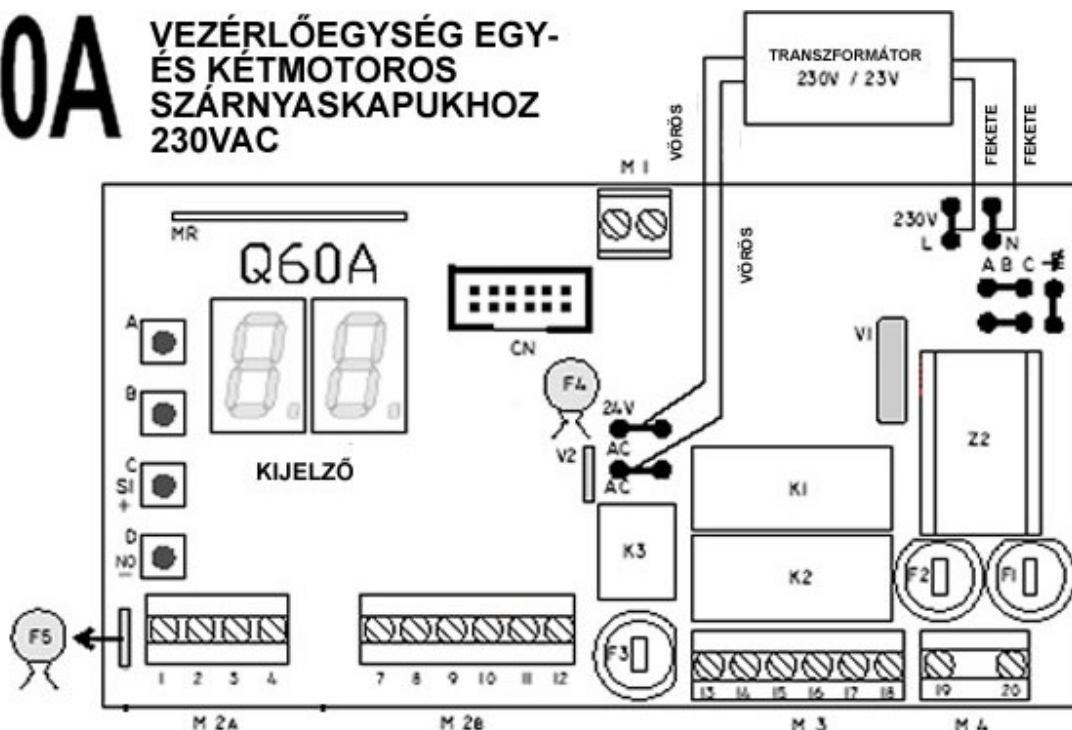 0A
VEZÉRLŐEGYSÉG EGY-
ÉS KÉTMOTOROS
SZÁRNYASKAPUKHOZ
230VAC
TRANSZFORMÁTOR
230V / 23V
VÖRÖS
FEKETE
FEKETE
M 1
VÖRÖS
MR
Q60A
230V
L
N
A B C
A
CN
V1
B
F4
24V
AC
V2
AC
Z2
KIJELZŐ
C
S1
+
K1
D
NO
-
K3
K2
F2
F1
F5
F3
1 2 3 4
7 8 9 10 11 12
13 14 15 16 17 18
19 20
M 2A
M 2B
M 3
M 4